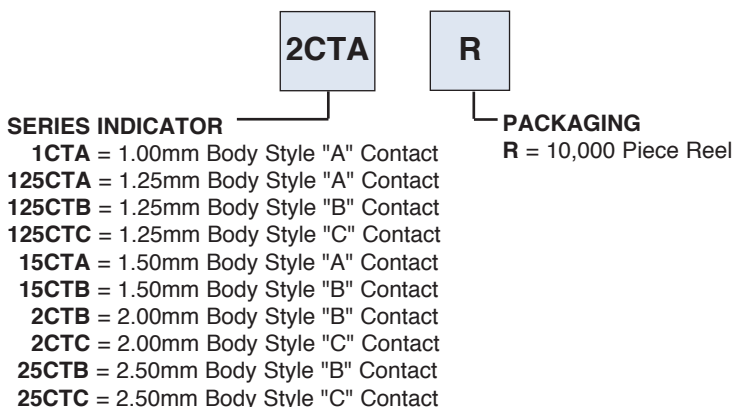 2CTA R
SERIES INDICATOR
1CTA = 1.00mm Body Style "A" Contact
125CTA = 1.25mm Body Style "A" Contact
125CTB = 1.25mm Body Style "B" Contact
125CTC = 1.25mm Body Style "C" Contact
15CTA = 1.50mm Body Style "A" Contact
15CTB = 1.50mm Body Style "B" Contact
2CTB = 2.00mm Body Style "B" Contact
2CTC = 2.00mm Body Style "C" Contact
25CTB = 2.50mm Body Style "B" Contact
25CTC = 2.50mm Body Style "C" Contact
PACKAGING
R = 10,000 Piece Reel